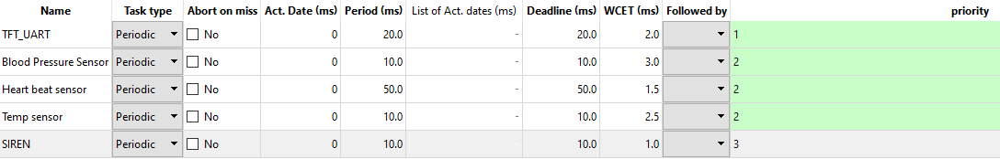 Name Task type Abort on miss Act. Date (ms) Period (ms) List of Act. dates (ms) Deadline (ms) WCET (ms) Followed by priority
TFT_UART Periodic No 0 20.0 - 20.0 2.0 1
Blood Pressure Sensor Periodic No 0 10.0 - 10.0 3.0 2
Heart beat sensor Periodic No 0 50.0 - 50.0 1.5 2
Temp sensor Periodic No 0 10.0 - 10.0 2.5 2
SIREN Periodic No 0 10.0 - 10.0 1.0 3